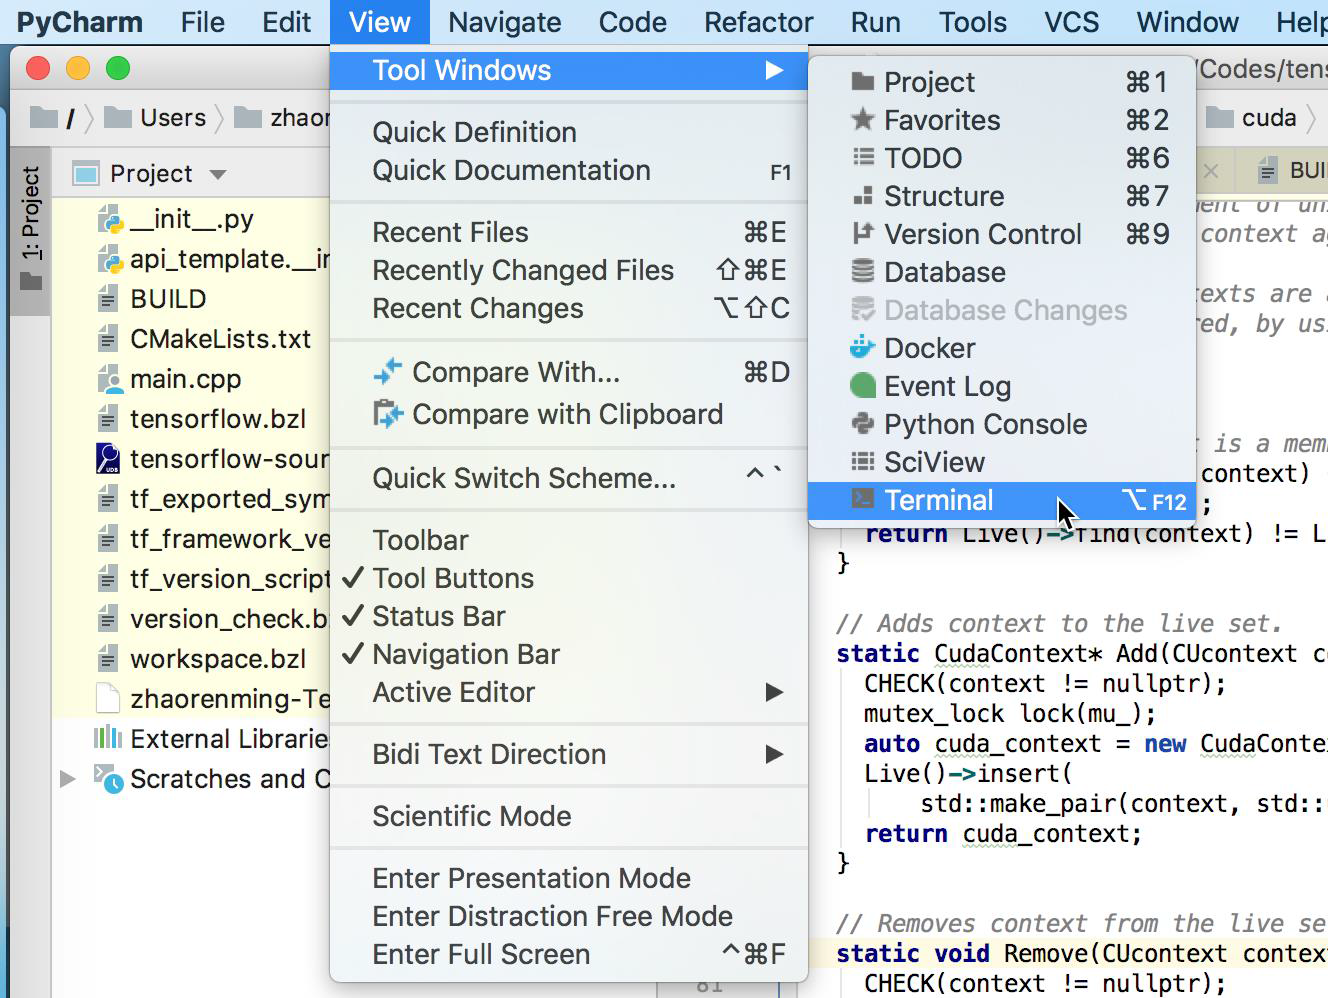 PyCharm File Edit View Navigate Code Refactor Run Tools VCS Window Help
/Codes/tens
/ Users zhaor
cuda
1: Project
Project
BUI
__init__.py
api_template.__ir
BUILD
CMakeLists.txt
main.cpp
tensorflow.bzl
tensorflow-sour
tf_exported_sym
tf_framework_ve
tf_version_script
version_check.b
workspace.bzl
zhaorenming-Te
External Librarie
Scratches and C
Tool Windows
Quick Definition
Quick Documentation F1
Recent Files ⌘E
Recently Changed Files ⇧⌘E
Recent Changes ⌥⇧C
Compare With... ⌘D
Compare with Clipboard
Quick Switch Scheme... ^ `
Toolbar
✓ Tool Buttons
✓ Status Bar
✓ Navigation Bar
Active Editor
Bidi Text Direction
Scientific Mode
Enter Presentation Mode
Enter Distraction Free Mode
Enter Full Screen ^⌘F
Project ⌘1
Favorites ⌘2
TODO ⌘6
Structure ⌘7
Version Control ⌘9
Database
Database Changes
Docker
Event Log
Python Console
SciView
Terminal ⌥ F12
ment of un
context ag
exts are a
red, by us
is a mem
context) {
;
return Live()->find(context) != L
}
// Adds context to the live set.
static CudaContext* Add(CUcontext c
CHECK(context != nullptr);
mutex_lock lock(mu_);
auto cuda_context = new CudaConte
Live()->insert(
std::make_pair(context, std::
return cuda_context;
}
// Removes context from the live se
static void Remove(CUcontext context
81
CHECK(context != nullptr);